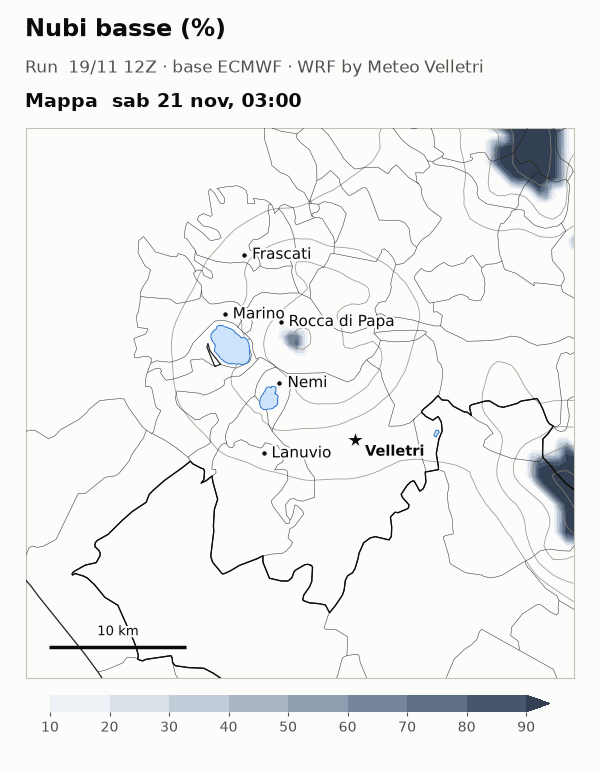 Nubi basse (%)
Run  19/11 12Z · base ECMWF · WRF by Meteo Velletri
Mappa  sab 21 nov, 03:00
Frascati
Marino
Rocca di Papa
Nemi
Velletri
Lanuvio
10 km
10 20 30 40 50 60 70 80 90